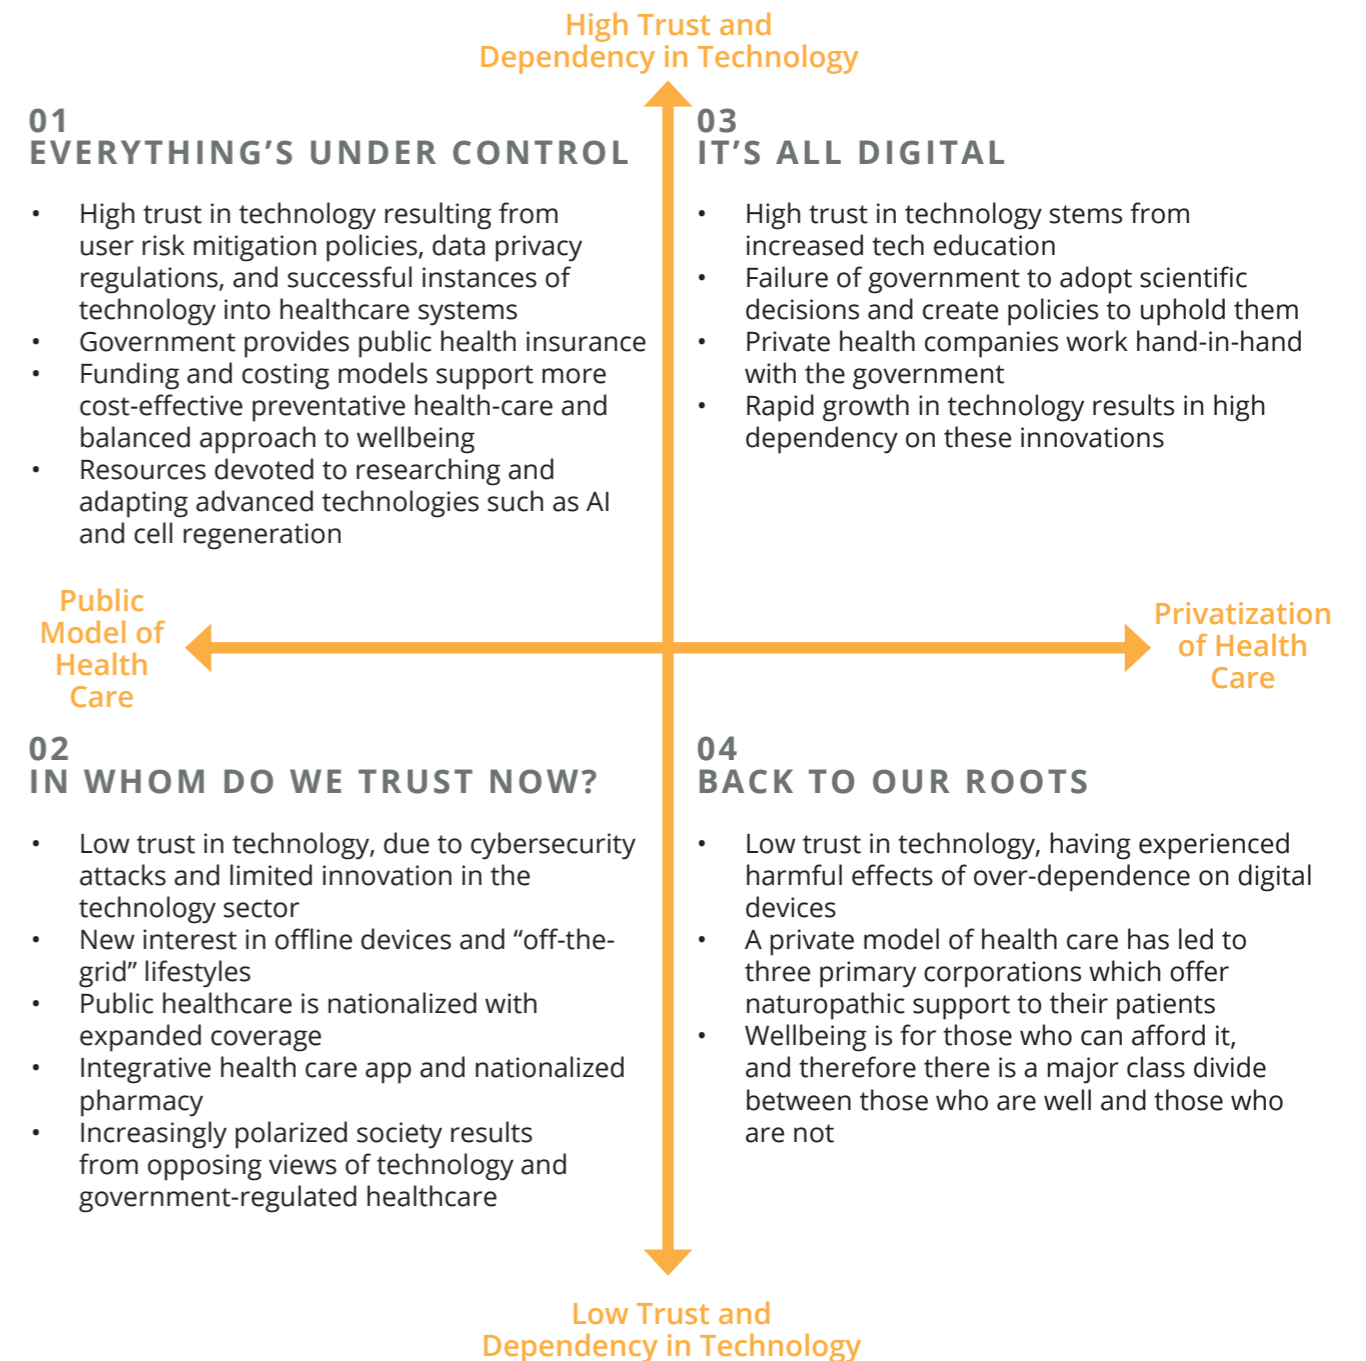 High Trust and
Dependency in Technology
01
EVERYTHING’S UNDER CONTROL
• High trust in technology resulting from
user risk mitigation policies, data privacy
regulations, and successful instances of
technology into healthcare systems
• Government provides public health insurance
• Funding and costing models support more
cost-effective preventative health-care and
balanced approach to wellbeing
• Resources devoted to researching and
adapting advanced technologies such as AI
and cell regeneration
03
IT’S ALL DIGITAL
• High trust in technology stems from
increased tech education
• Failure of government to adopt scientific
decisions and create policies to uphold them
• Private health companies work hand-in-hand
with the government
• Rapid growth in technology results in high
dependency on these innovations
Public
Model of
Health
Care
Privatization
of Health
Care
02
IN WHOM DO WE TRUST NOW?
• Low trust in technology, due to cybersecurity
attacks and limited innovation in the
technology sector
• New interest in offline devices and “off-the-
grid” lifestyles
• Public healthcare is nationalized with
expanded coverage
• Integrative health care app and nationalized
pharmacy
• Increasingly polarized society results
from opposing views of technology and
government-regulated healthcare
04
BACK TO OUR ROOTS
• Low trust in technology, having experienced
harmful effects of over-dependence on digital
devices
• A private model of health care has led to
three primary corporations which offer
naturopathic support to their patients
• Wellbeing is for those who can afford it,
and therefore there is a major class divide
between those who are well and those who
are not
Low Trust and
Dependency in Technology